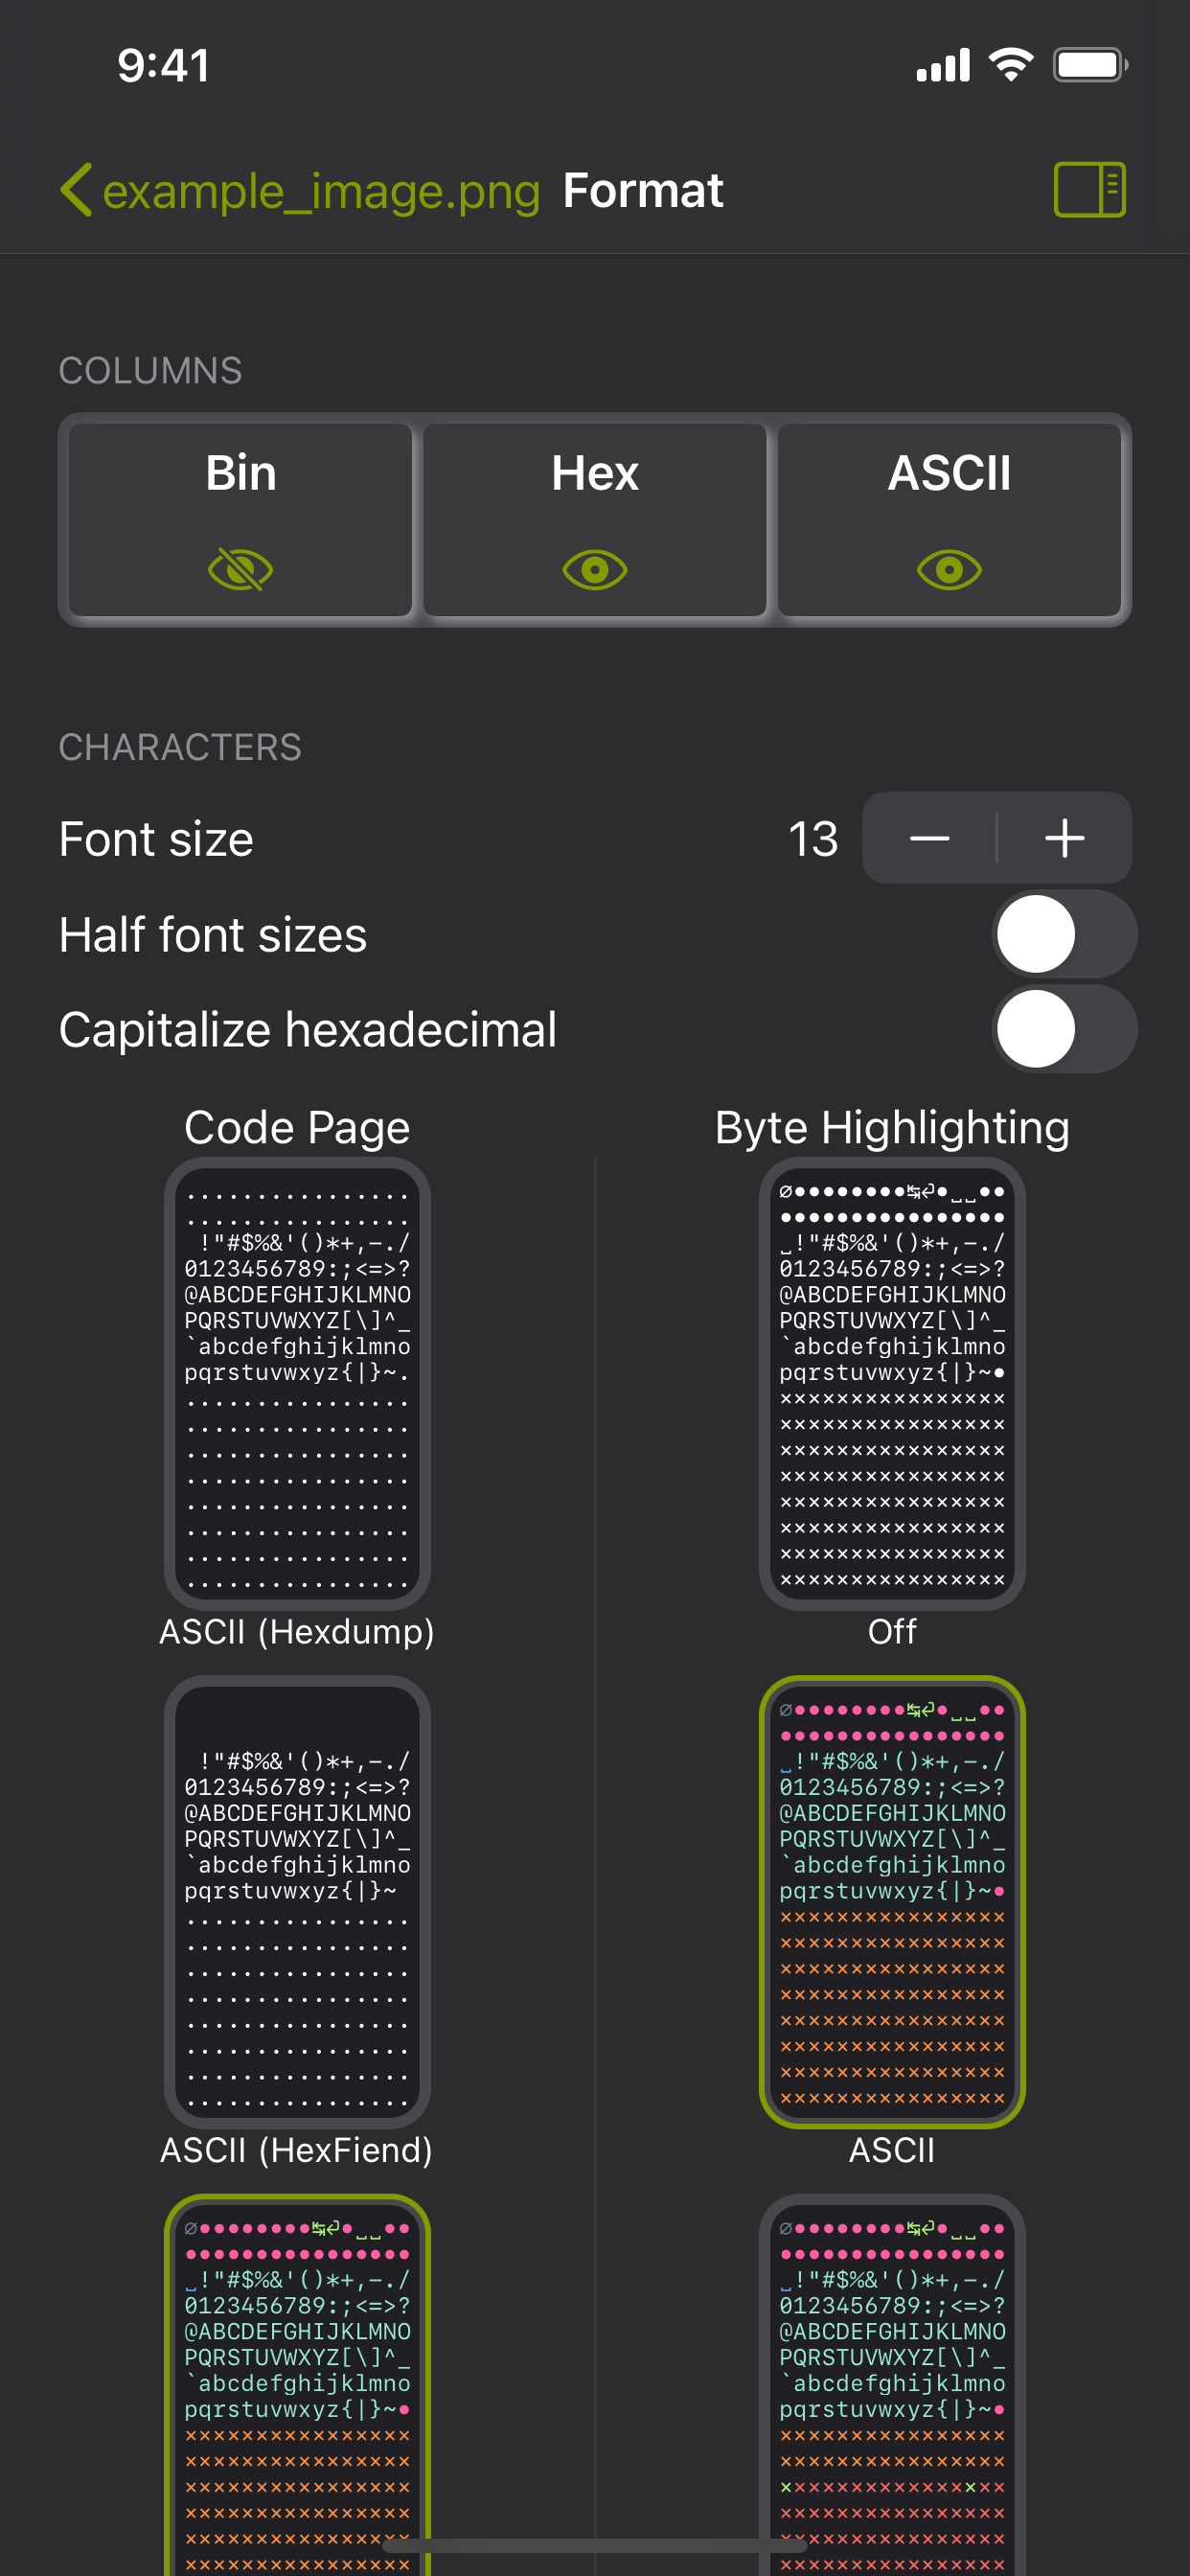 9:41
example_image.png Format
COLUMNS
Bin Hex ASCII
CHARACTERS
Font size 13 − +
Half font sizes
Capitalize hexadecimal
Code Page
................
................
 !"#$%&'()*+,-./
0123456789:;<=>?
@ABCDEFGHIJKLMNO
PQRSTUVWXYZ[\]^_
`abcdefghijklmno
pqrstuvwxyz{|}~.
................
................
................
................
................
................
................
................
ASCII (Hexdump)
 !"#$%&'()*+,-./
0123456789:;<=>?
@ABCDEFGHIJKLMNO
PQRSTUVWXYZ[\]^_
`abcdefghijklmno
pqrstuvwxyz{|}~
................
................
................
................
................
................
................
................
ASCII (HexFiend)
∅••••••••↹⏎•␣␣••
••••••••••••••••
␣!"#$%&'()*+,-./
0123456789:;<=>?
@ABCDEFGHIJKLMNO
PQRSTUVWXYZ[\]^_
`abcdefghijklmno
pqrstuvwxyz{|}~•
××××××××××××××××
××××××××××××××××
××××××××××××××××
××××××××××××××××
××××××××××××××××
××××××××××××××××
Byte Highlighting
∅••••••••↹⏎•␣␣••
••••••••••••••••
␣!"#$%&'()*+,-./
0123456789:;<=>?
@ABCDEFGHIJKLMNO
PQRSTUVWXYZ[\]^_
`abcdefghijklmno
pqrstuvwxyz{|}~•
××××××××××××××××
××××××××××××××××
××××××××××××××××
××××××××××××××××
××××××××××××××××
××××××××××××××××
××××××××××××××××
××××××××××××××××
Off
∅••••••••↹⏎•␣␣••
••••••••••••••••
␣!"#$%&'()*+,-./
0123456789:;<=>?
@ABCDEFGHIJKLMNO
PQRSTUVWXYZ[\]^_
`abcdefghijklmno
pqrstuvwxyz{|}~•
××××××××××××××××
××××××××××××××××
××××××××××××××××
××××××××××××××××
××××××××××××××××
××××××××××××××××
××××××××××××××××
××××××××××××××××
ASCII
∅••••••••↹⏎•␣␣••
••••••••••••••••
␣!"#$%&'()*+,-./
0123456789:;<=>?
@ABCDEFGHIJKLMNO
PQRSTUVWXYZ[\]^_
`abcdefghijklmno
pqrstuvwxyz{|}~•
××××××××××××××××
××××××××××××××××
××××××××××××××××
××××××××××××××××
××××××××××××××××
××××××××××××××××